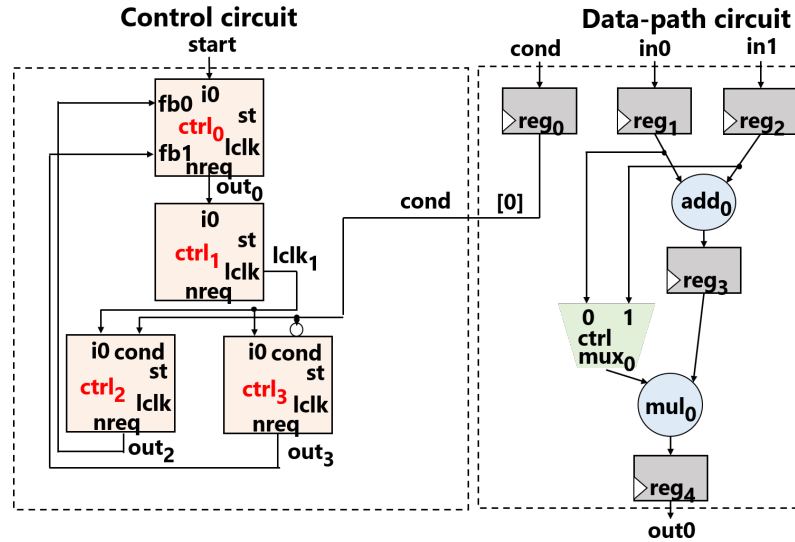 Control circuit
Data-path circuit
start
cond
in0
in1
i0
fb0
st
ctrl0
lclk
fb1
nreq
out0
reg0
reg1
reg2
i0
st
ctrl1
lclk
nreq
lclk1
cond
[0]
add0
reg3
0 1
ctrl
mux0
i0 cond
st
ctrl2
lclk
nreq
out2
i0 cond
st
ctrl3
lclk
nreq
out3
mul0
reg4
out0